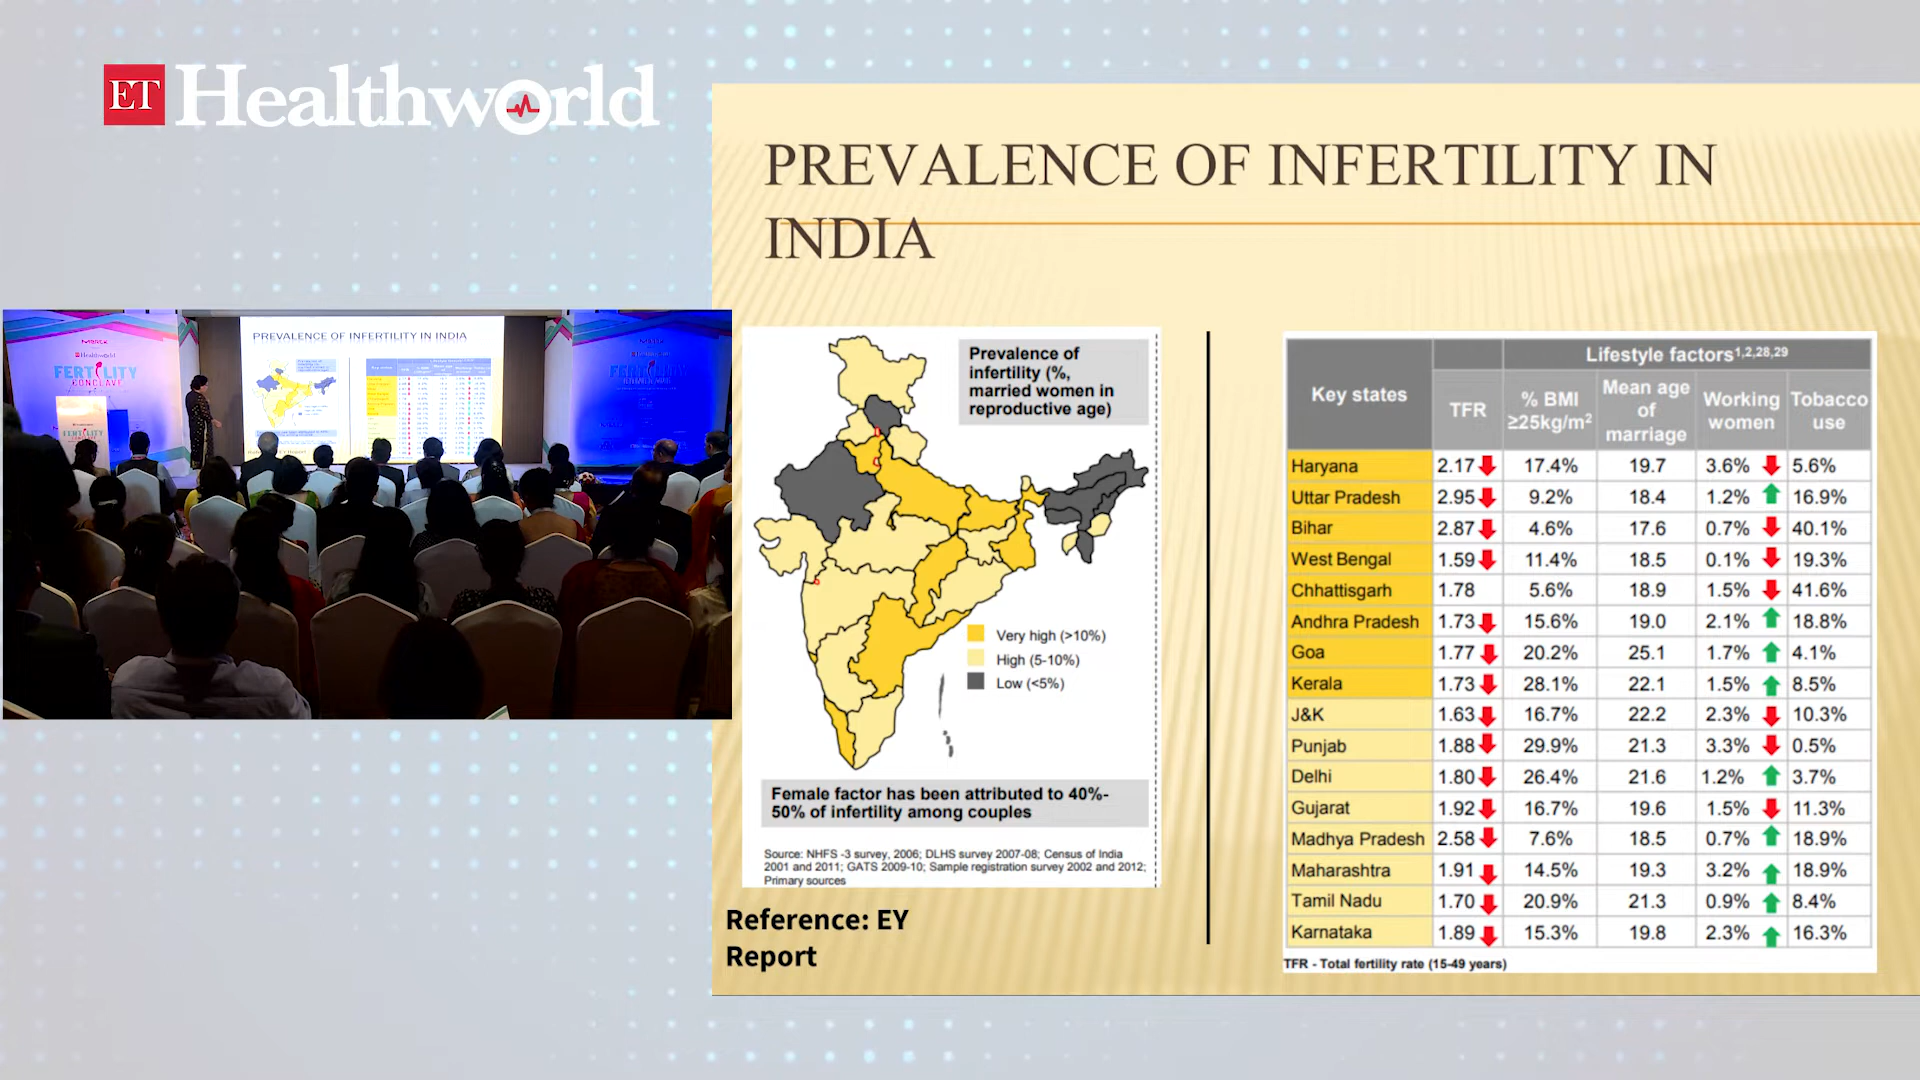 ET Healthworld
PREVALENCE OF INFERTILITY IN
INDIA
Prevalence of
infertility (%,
married women in
reproductive age)
Very high (>10%)
High (5-10%)
Low (<5%)
Female factor has been attributed to 40%-
50% of infertility among couples
Source: NHFS -3 survey, 2006; DLHS survey 2007-08; Census of India
2001 and 2011; GATS 2009-10; Sample registration survey 2002 and 2012;
Primary sources
Reference: EY
Report
Key states
Lifestyle factors1,2,28,29
TFR
% BMI
≥25kg/m²
Mean age
of
marriage
Working
women
Tobacco
use
Haryana 2.17 17.4% 19.7 3.6% 5.6%
Uttar Pradesh 2.95 9.2% 18.4 1.2% 16.9%
Bihar 2.87 4.6% 17.6 0.7% 40.1%
West Bengal 1.59 11.4% 18.5 0.1% 19.3%
Chhattisgarh 1.78 5.6% 18.9 1.5% 41.6%
Andhra Pradesh 1.73 15.6% 19.0 2.1% 18.8%
Goa 1.77 20.2% 25.1 1.7% 4.1%
Kerala 1.73 28.1% 22.1 1.5% 8.5%
J&K 1.63 16.7% 22.2 2.3% 10.3%
Punjab 1.88 29.9% 21.3 3.3% 0.5%
Delhi 1.80 26.4% 21.6 1.2% 3.7%
Gujarat 1.92 16.7% 19.6 1.5% 11.3%
Madhya Pradesh 2.58 7.6% 18.5 0.7% 18.9%
Maharashtra 1.91 14.5% 19.3 3.2% 18.9%
Tamil Nadu 1.70 20.9% 21.3 0.9% 8.4%
Karnataka 1.89 15.3% 19.8 2.3% 16.3%
TFR - Total fertility rate (15-49 years)
Merck
Healthworld
FERTILITY
CONCLAVE
PREVALENCE OF INFERTILITY IN INDIA
FERTILITY